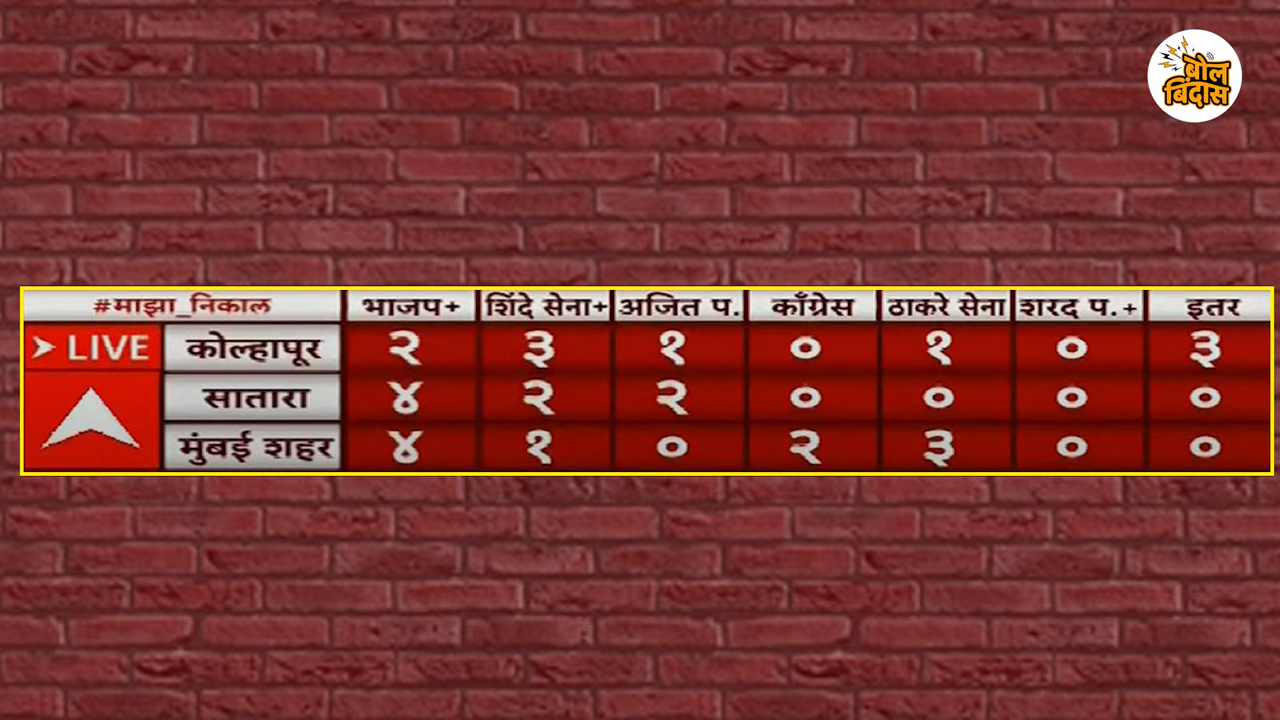 बोल
बिंदास
#माझा_निकाल भाजप+ शिंदे सेना+ अजित प. काँग्रेस ठाकरे सेना शरद प.+ इतर
LIVE कोल्हापूर २ ३ १ ० १ ० ३
सातारा ४ २ २ ० ० ० ०
मुंबई शहर ४ १ ० २ ३ ० ०